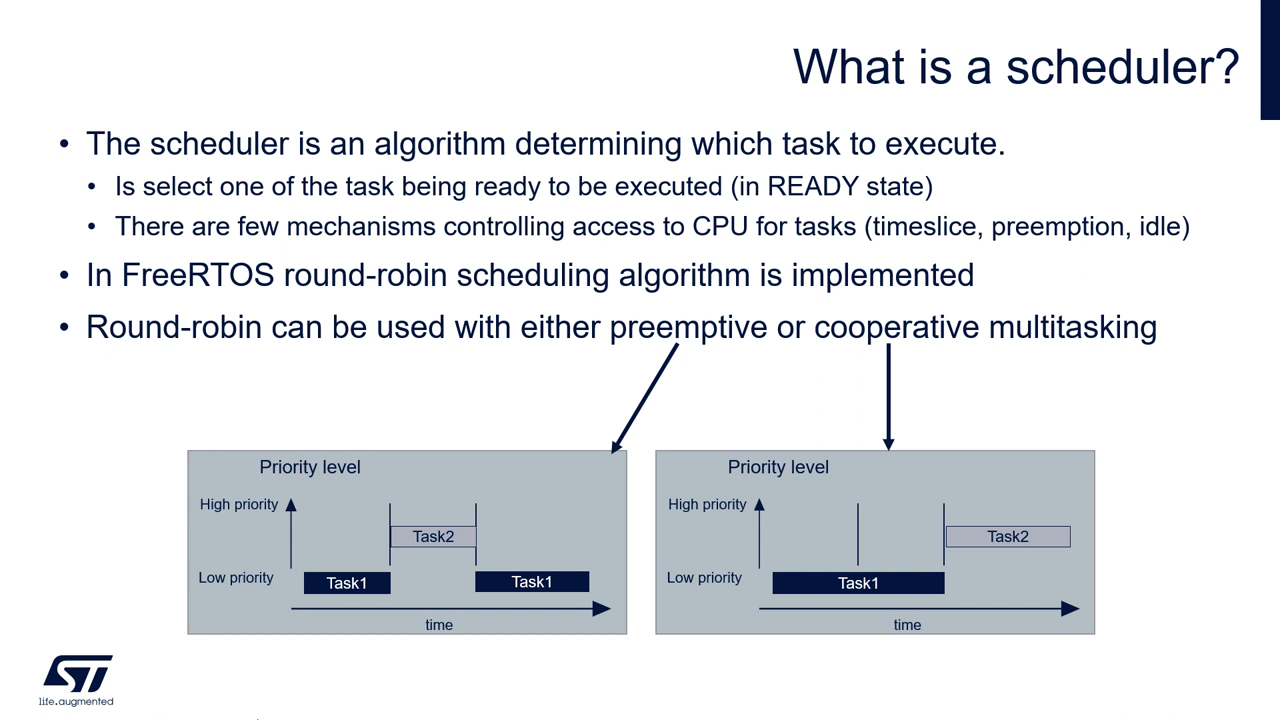 What is a scheduler?
• The scheduler is an algorithm determining which task to execute.
• Is select one of the task being ready to be executed (in READY state)
• There are few mechanisms controlling access to CPU for tasks (timeslice, preemption, idle)
• In FreeRTOS round-robin scheduling algorithm is implemented
• Round-robin can be used with either preemptive or cooperative multitasking
Priority level
High priority
Task2
Low priority
Task1
Task1
time
Priority level
High priority
Task2
Low priority
Task1
time
ST
life.augmented